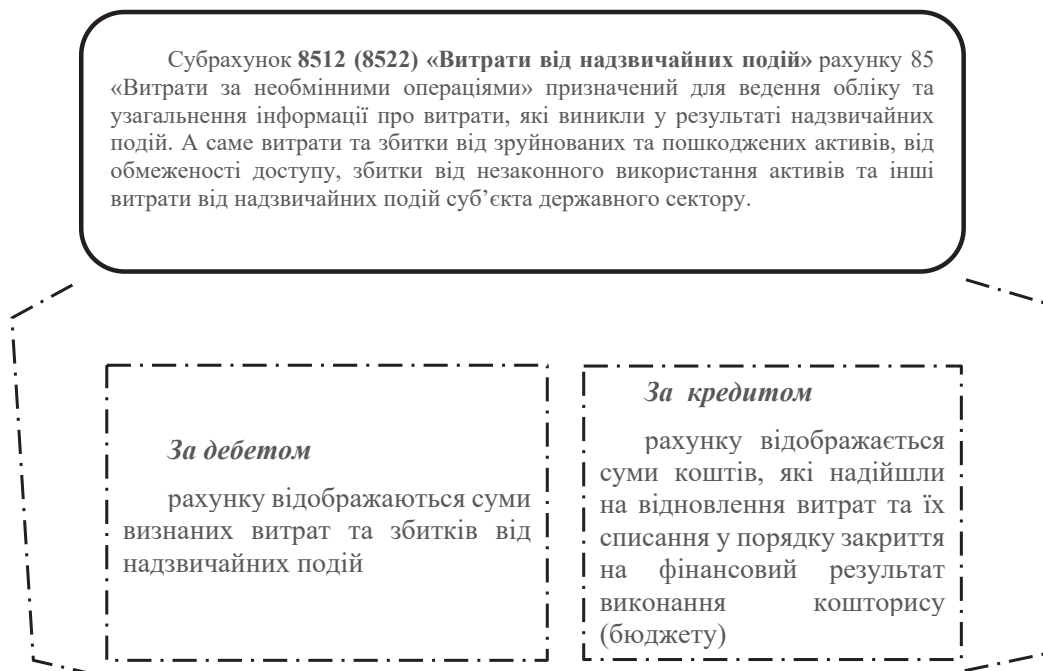 Субрахунок 8512 (8522) «Витрати від надзвичайних подій» рахунку 85
«Витрати за необмінними операціями» призначений для ведення обліку та
узагальнення інформації про витрати, які виникли у результаті надзвичайних
подій. А саме витрати та збитки від зруйнованих та пошкоджених активів, від
обмеженості доступу, збитки від незаконного використання активів та інші
витрати від надзвичайних подій суб’єкта державного сектору.
За дебетом
рахунку відображаються суми
визнаних витрат та збитків від
надзвичайних подій
За кредитом
рахунку відображається
суми коштів, які надійшли
на відновлення витрат та їх
списання у порядку закриття
на фінансовий результат
виконання кошторису
(бюджету)